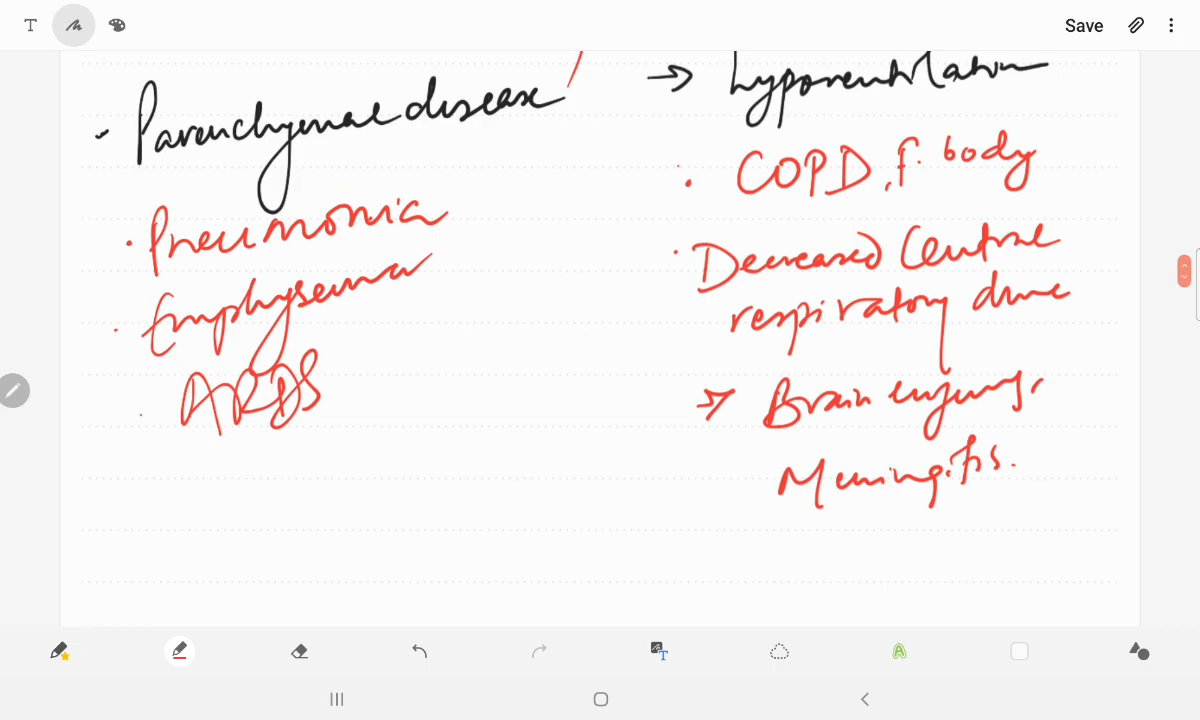 T Save
Parenchymal disease
Pneumonia
Emphysema
ARDS
→ hypoventilation
COPD, f. body
Decreased Central
respiratory drive
→ Brain injury,
Meningitis.